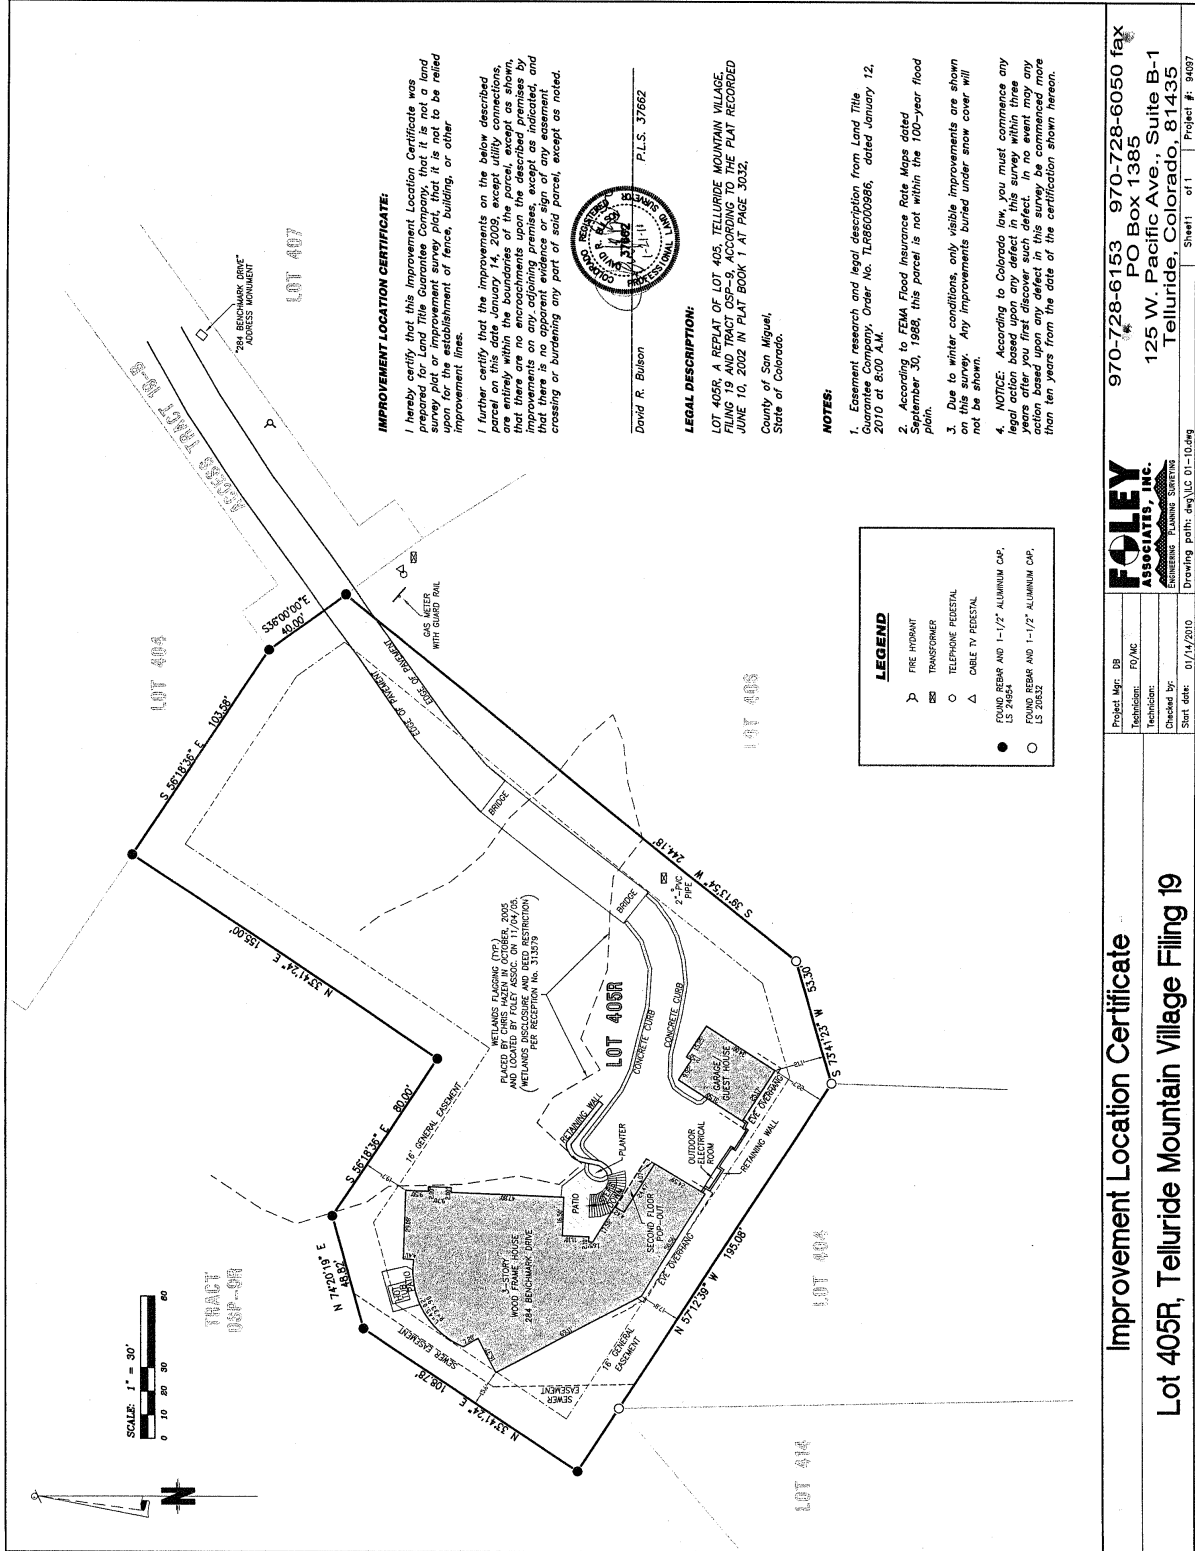 IMPROVEMENT LOCATION CERTIFICATE:
I hereby certify that this Improvement Location Certificate was
prepared for Land Title Guarantee Company, that it is not a land
survey plat or improvement survey plat, that it is not to be relied
upon for the establishment of fence, building, or other
improvement lines.
I further certify that the improvements on the below described
parcel on this date January 14, 2009, except utility connections,
are entirely within the boundaries of the parcel, except as shown,
that there are no encroachments upon the described premises by
improvements on any adjoining premises, except as indicated, and
that there is no apparent evidence or sign of any easement
crossing or burdening any part of said parcel, except as noted.
COLORADO REGISTERED
DAVID R. BULSON
37662
PROFESSIONAL LAND SURVEYOR
David R. Bulson P.L.S. 37662
LEGAL DESCRIPTION:
LOT 405R, A REPLAT OF LOT 405, TELLURIDE MOUNTAIN VILLAGE,
FILING 19 AND TRACT OSP-9, ACCORDING TO THE PLAT RECORDED
JUNE 10, 2002 IN PLAT BOOK 1 AT PAGE 3032,
County of San Miguel,
State of Colorado.
NOTES:
1. Easement research and legal description from Land Title
Guarantee Company, Order No. TLR86000986, dated January 12,
2010 at 8:00 A.M.
2. According to FEMA Flood Insurance Rate Maps dated
September 30, 1988, this parcel is not within the 100-year flood
plain.
3. Due to winter conditions, only visible improvements are shown
on this survey. Any improvements buried under snow cover will
not be shown.
4. NOTICE: According to Colorado law, you must commence any
legal action based upon any defect in this survey within three
years after you first discover such defect. In no event may any
action based upon any defect in this survey be commenced more
than ten years from the date of the certification shown hereon.
SCALE: 1" = 30'
0 10 20 30 60
N
TRACT
OSP-9R
LOT 404
LOT 407
ACCESS TRACT 19-B
"284 BENCHMARK DRIVE"
ADDRESS MONUMENT
S36°00'00"E
40.00'
S 56°18'36" E 103.58'
N 33°41'24" E 155.00'
S 56°18'36" E 80.00'
N 74°20'19" E
48.82'
N 33°41'24" E 108.78'
N 57°12'39" W 195.08'
S 73°41'23" W 53.30'
S 39°13'54" W 244.18'
GAS METER
WITH GUARD RAIL
EDGE OF PAVEMENT
EDGE OF PAVEMENT
BRIDGE
BRIDGE
2" PVC
PIPE
WETLANDS FLAGGING (TYP.)
PLACED BY CHRIS HAZEN IN OCTOBER, 2005
AND LOCATED BY FOLEY ASSOC. ON 11/04/05.
(WETLANDS DISCLOSURE AND DEED RESTRICTION
PER RECEPTION No. 313579
LOT 405R
CONCRETE CURB
CONCRETE CURB
16' GENERAL EASEMENT
RETAINING WALL
PLANTER
PATIO
HOT TUB
PATIO
3-STORY
WOOD FRAME HOUSE
284 BENCHMARK DRIVE
SECOND FLOOR
POP-OUT
GARAGE/
GUEST HOUSE
OUTDOOR
ELECTRICAL
ROOM
EVE OVERHANG
EVE OVERHANG
RETAINING WALL
SEWER EASEMENT
SEWER
EASEMENT
16' GENERAL
EASEMENT
LOT 406
LOT 404
LOT 414
LEGEND
FIRE HYDRANT
TRANSFORMER
TELEPHONE PEDESTAL
CABLE TV PEDESTAL
FOUND REBAR AND 1-1/2" ALUMINUM CAP,
LS 24954
FOUND REBAR AND 1-1/2" ALUMINUM CAP,
LS 20632
Improvement Location Certificate
Lot 405R, Telluride Mountain Village Filing 19
Project Mgr: DB
Technician: FO/MC
Technician:
Checked by:
Start date: 01/14/2010
FOLEY
ASSOCIATES, INC.
ENGINEERING PLANNING SURVEYING
970-728-6153 970-728-6050 fax
PO Box 1385
125 W. Pacific Ave., Suite B-1
Telluride, Colorado, 81435
Drawing path: dwg\ILC 01-10.dwg
Sheet1 of 1
Project #: 94097